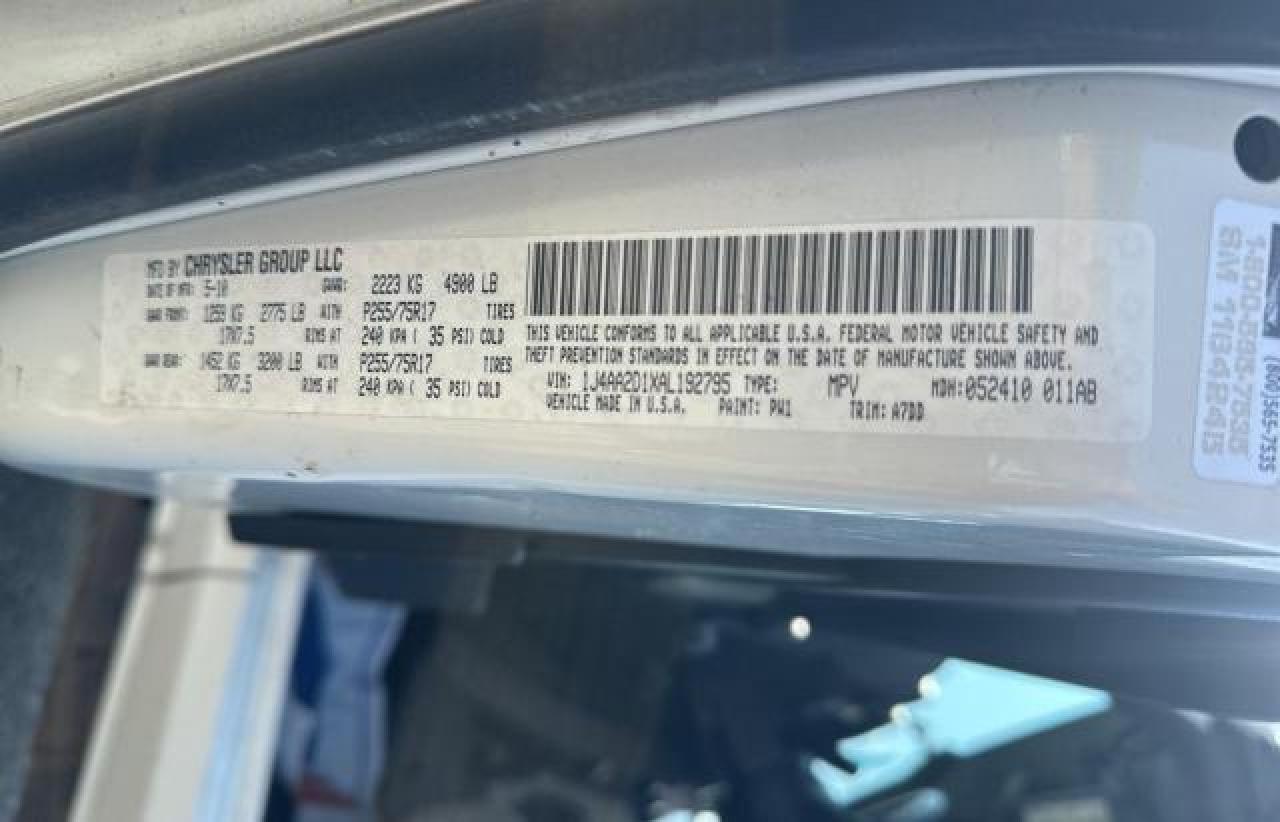 MFD BY CHRYSLER GROUP LLC
DATE OF MFR: 5-10 GVWR: 2223 KG 4900 LB
GAWR FRONT: 1259 KG 2775 LB WITH P255/75R17 TIRES
17X7.5 RIMS AT 240 KPA ( 35 PSI) COLD
GAWR REAR: 1452 KG 3200 LB WITH P255/75R17 TIRES
17X7.5 RIMS AT 240 KPA ( 35 PSI) COLD
THIS VEHICLE CONFORMS TO ALL APPLICABLE U.S.A. FEDERAL MOTOR VEHICLE SAFETY AND
THEFT PREVENTION STANDARDS IN EFFECT ON THE DATE OF MANUFACTURE SHOWN ABOVE.
VIN: 1J4AA2D1XAL192795 TYPE: MPV MDH:052410 011AB
VEHICLE MADE IN U.S.A. PAINT: PW1 TRIM: A7DD
(800)565-7535